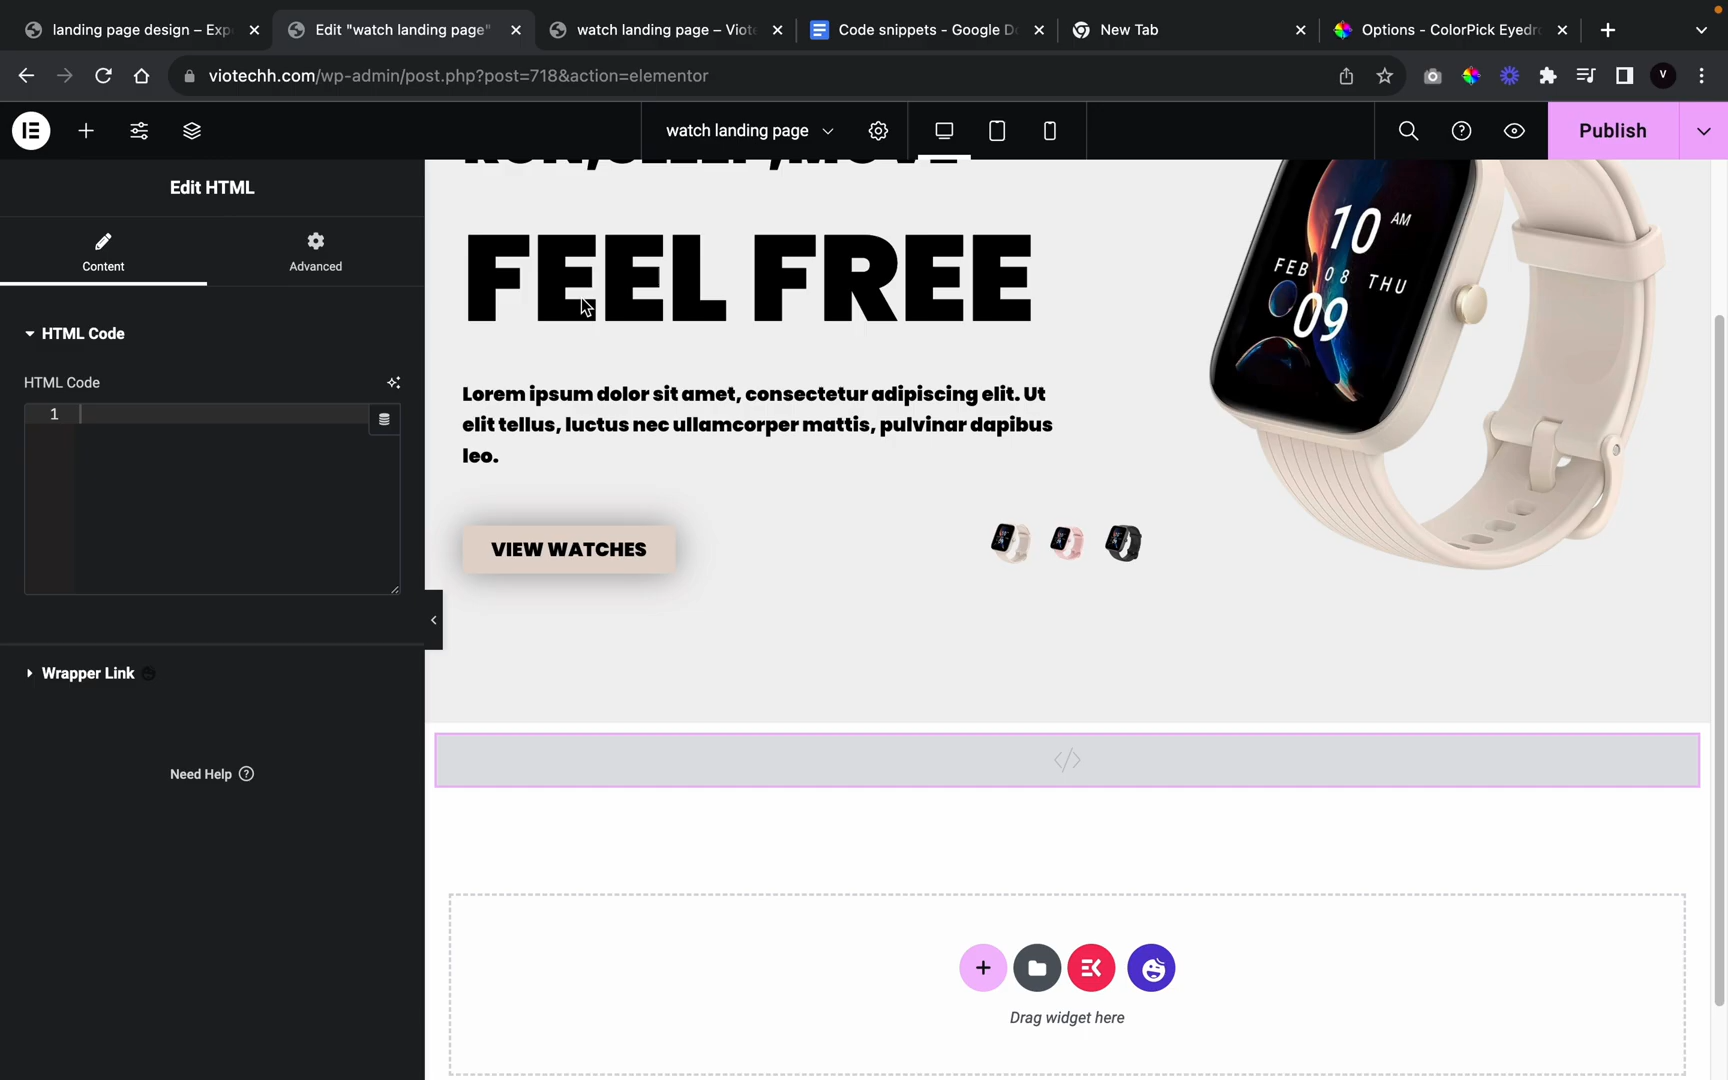 landing page design – Exp
Edit "watch landing page"
watch landing page – Viote
Code snippets - Google Do
New Tab
Options - ColorPick Eyedro
viotechh.com/wp-admin/post.php?post=718&action=elementor
V
watch landing page
Publish
Edit HTML
Content
Advanced
HTML Code
HTML Code
1
Wrapper Link
Need Help
FEEL FREE
Lorem ipsum dolor sit amet, consectetur adipiscing elit. Ut
elit tellus, luctus nec ullamcorper mattis, pulvinar dapibus
leo.
VIEW WATCHES
10 AM
FEB 08 THU
09
Drag widget here